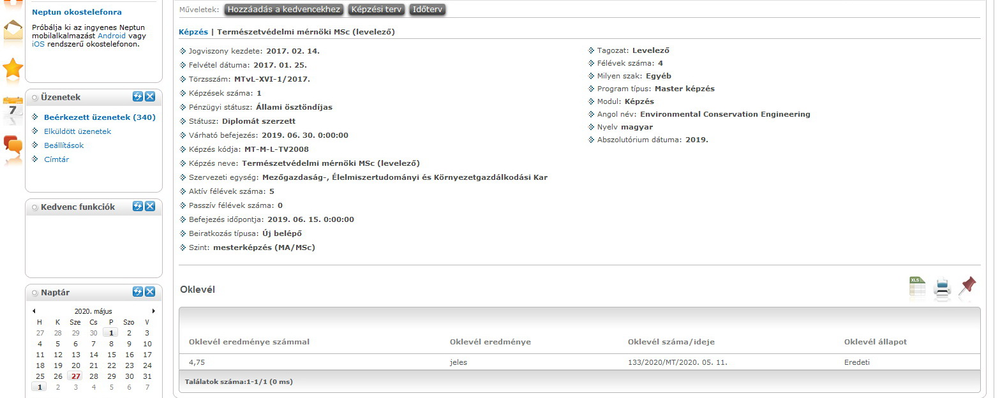 Neptun okostelefonra
Próbálja ki az ingyenes Neptun
mobilalkalmazást Android vagy
iOS rendszerű okostelefonon.
7
Üzenetek
Beérkezett üzenetek (340)
Elküldött üzenetek
Beállítások
Címtár
Kedvenc funkciók
Naptár
2020. május
H K Sze Cs P Szo V
27 28 29 30 1 2 3
4 5 6 7 8 9 10
11 12 13 14 15 16 17
18 19 20 21 22 23 24
25 26 27 28 29 30 31
1 2 3 4 5 6 7
Műveletek: Hozzáadás a kedvencekhez Képzési terv Időterv
Képzés | Természetvédelmi mérnöki MSc (levelező)
Jogviszony kezdete: 2017. 02. 14.
Felvétel dátuma: 2017. 01. 25.
Törzsszám: MTvL-XVI-1/2017.
Képzések száma: 1
Pénzügyi státusz: Állami ösztöndíjas
Státusz: Diplomát szerzett
Várható befejezés: 2019. 06. 30. 0:00:00
Képzés kódja: MT-M-L-TV2008
Képzés neve: Természetvédelmi mérnöki MSc (levelező)
Szervezeti egység: Mezőgazdaság-, Élelmiszertudományi és Környezetgazdálkodási Kar
Aktív félévek száma: 5
Passzív félévek száma: 0
Befejezés időpontja: 2019. 06. 15. 0:00:00
Beiratkozás típusa: Új belépő
Szint: mesterképzés (MA/MSc)
Tagozat: Levelező
Félévek száma: 4
Milyen szak: Egyéb
Program típus: Master képzés
Modul: Képzés
Angol név: Environmental Conservation Engineering
Nyelv magyar
Abszolutórium dátuma: 2019.
Oklevél
XLS
Oklevél eredménye számmal Oklevél eredménye Oklevél száma/ideje Oklevél állapot
4,75 jeles 133/2020/MT/2020. 05. 11. Eredeti
Találatok száma:1-1/1 (0 ms)